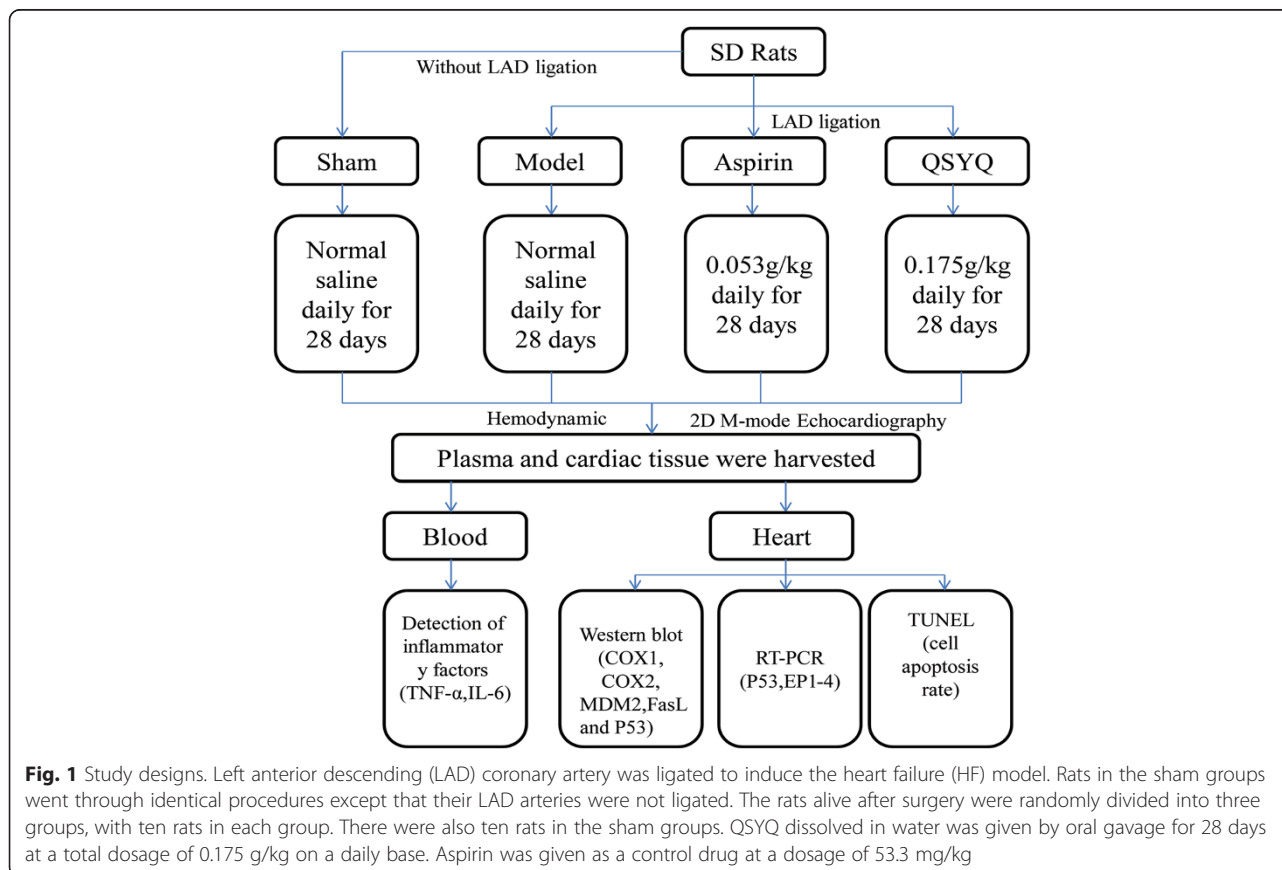 SD Rats
Without LAD ligation
LAD ligation
Sham
Model
Aspirin
QSYQ
Normal
saline
daily for
28 days
Normal
saline
daily for
28 days
0.053g/kg
daily for
28 days
0.175g/kg
daily for
28 days
Hemodynamic
2D M-mode Echocardiography
Plasma and cardiac tissue were harvested
Blood
Heart
Detection of
inflammator
y factors
(TNF-α,IL-6)
Western blot
(COX1,
COX2,
MDM2,FasL
and P53)
RT-PCR
(P53,EP1-4)
TUNEL
(cell
apoptosis
rate)
Fig. 1 Study designs. Left anterior descending (LAD) coronary artery was ligated to induce the heart failure (HF) model. Rats in the sham groups
went through identical procedures except that their LAD arteries were not ligated. The rats alive after surgery were randomly divided into three
groups, with ten rats in each group. There were also ten rats in the sham groups. QSYQ dissolved in water was given by oral gavage for 28 days
at a total dosage of 0.175 g/kg on a daily base. Aspirin was given as a control drug at a dosage of 53.3 mg/kg